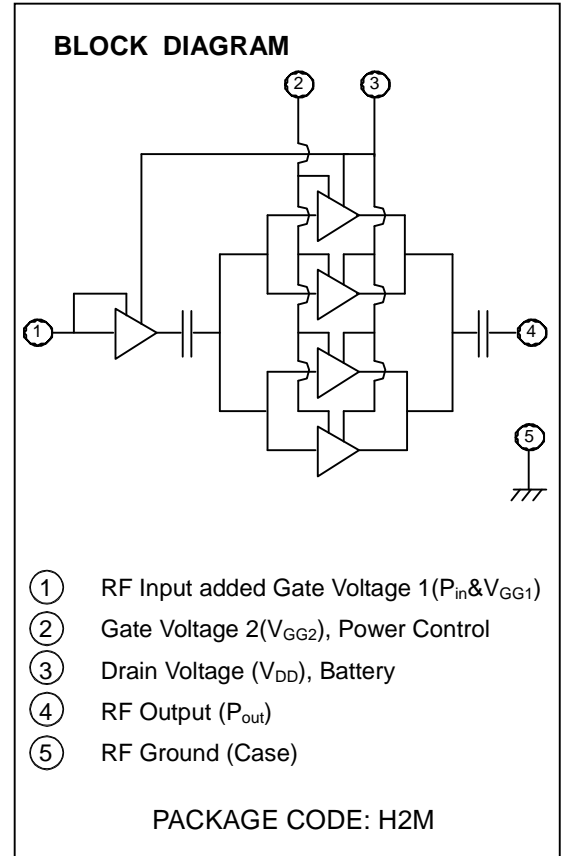 BLOCK DIAGRAM
2 3
1
4
5
1 RF Input added Gate Voltage 1(Pin&VGG1)
2 Gate Voltage 2(VGG2), Power Control
3 Drain Voltage (VDD), Battery
4 RF Output (Pout)
5 RF Ground (Case)
PACKAGE CODE: H2M